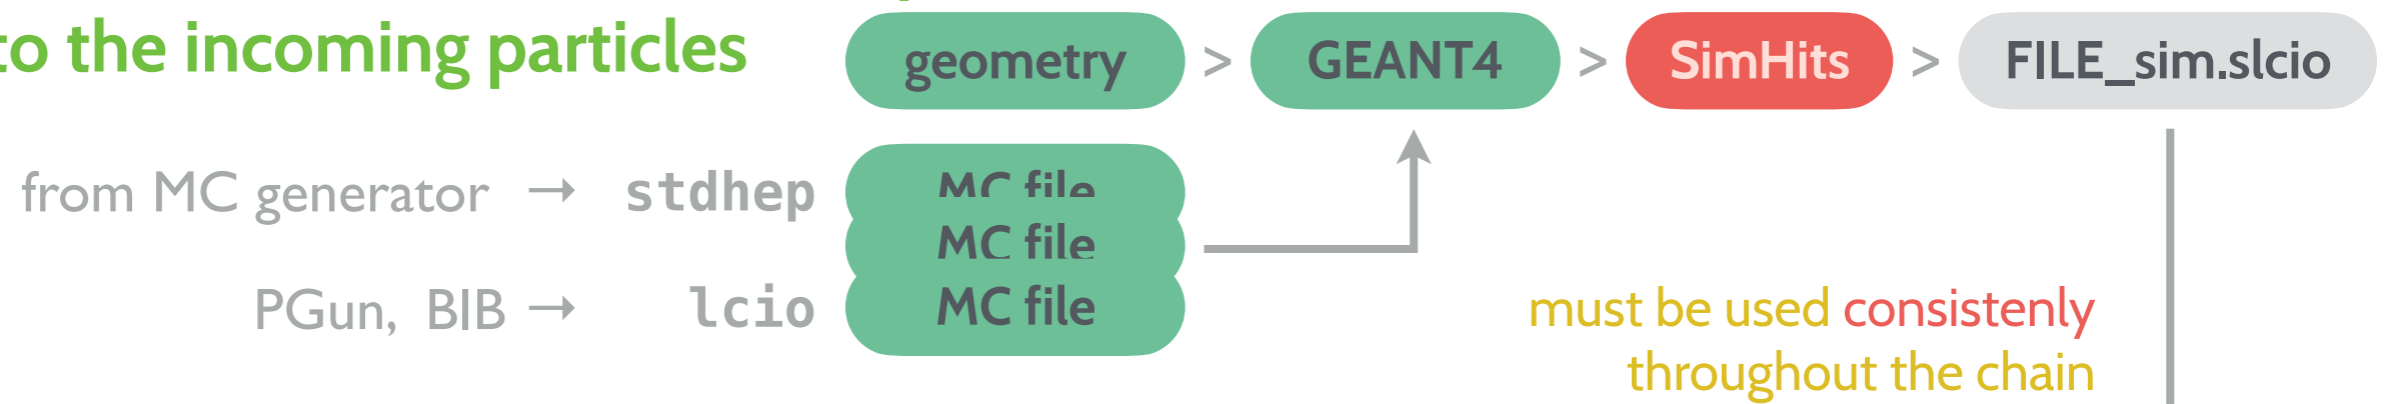 to the incoming particles
geometry > GEANT4 > SimHits > FILE_sim.slcio
from MC generator → stdhep MC file
MC file
PGun, BIB → lcio MC file
must be used consistenly
throughout the chain